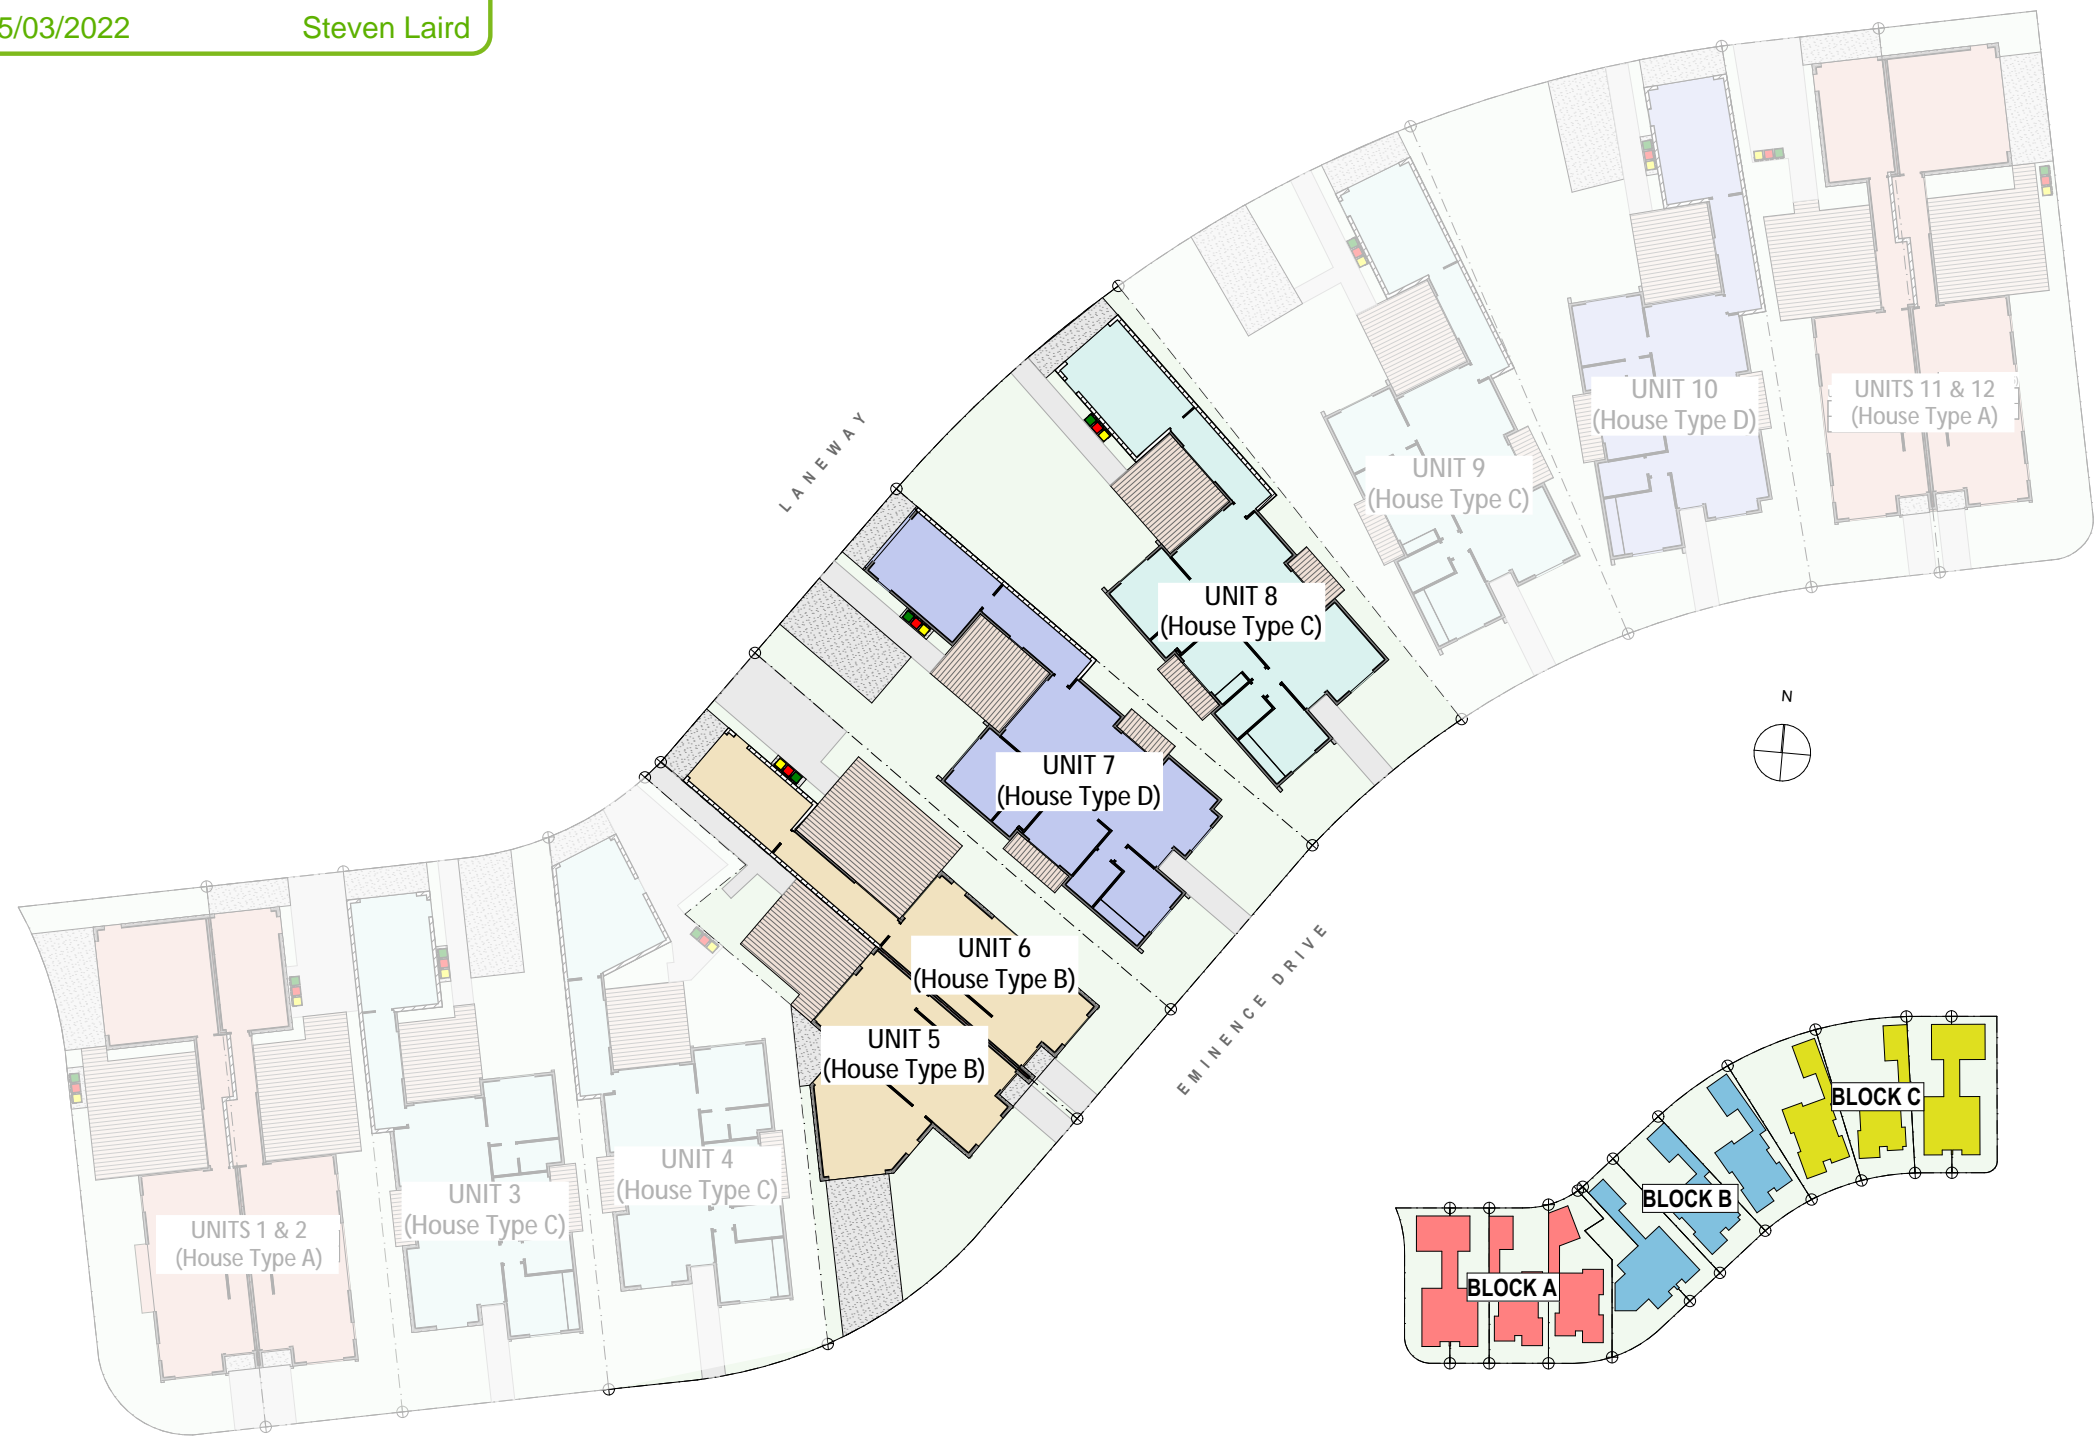 5/03/2022 Steven Laird
UNITS 11 & 12
(House Type A)
UNIT 10
(House Type D)
LANEWAY
UNIT 9
(House Type C)
UNIT 8
(House Type C)
N
UNIT 7
(House Type D)
UNIT 6
(House Type B)
EMINENCE DRIVE
UNIT 5
(House Type B)
UNIT 4
(House Type C)
UNIT 3
(House Type C)
UNITS 1 & 2
(House Type A)
BLOCK C
BLOCK B
BLOCK A